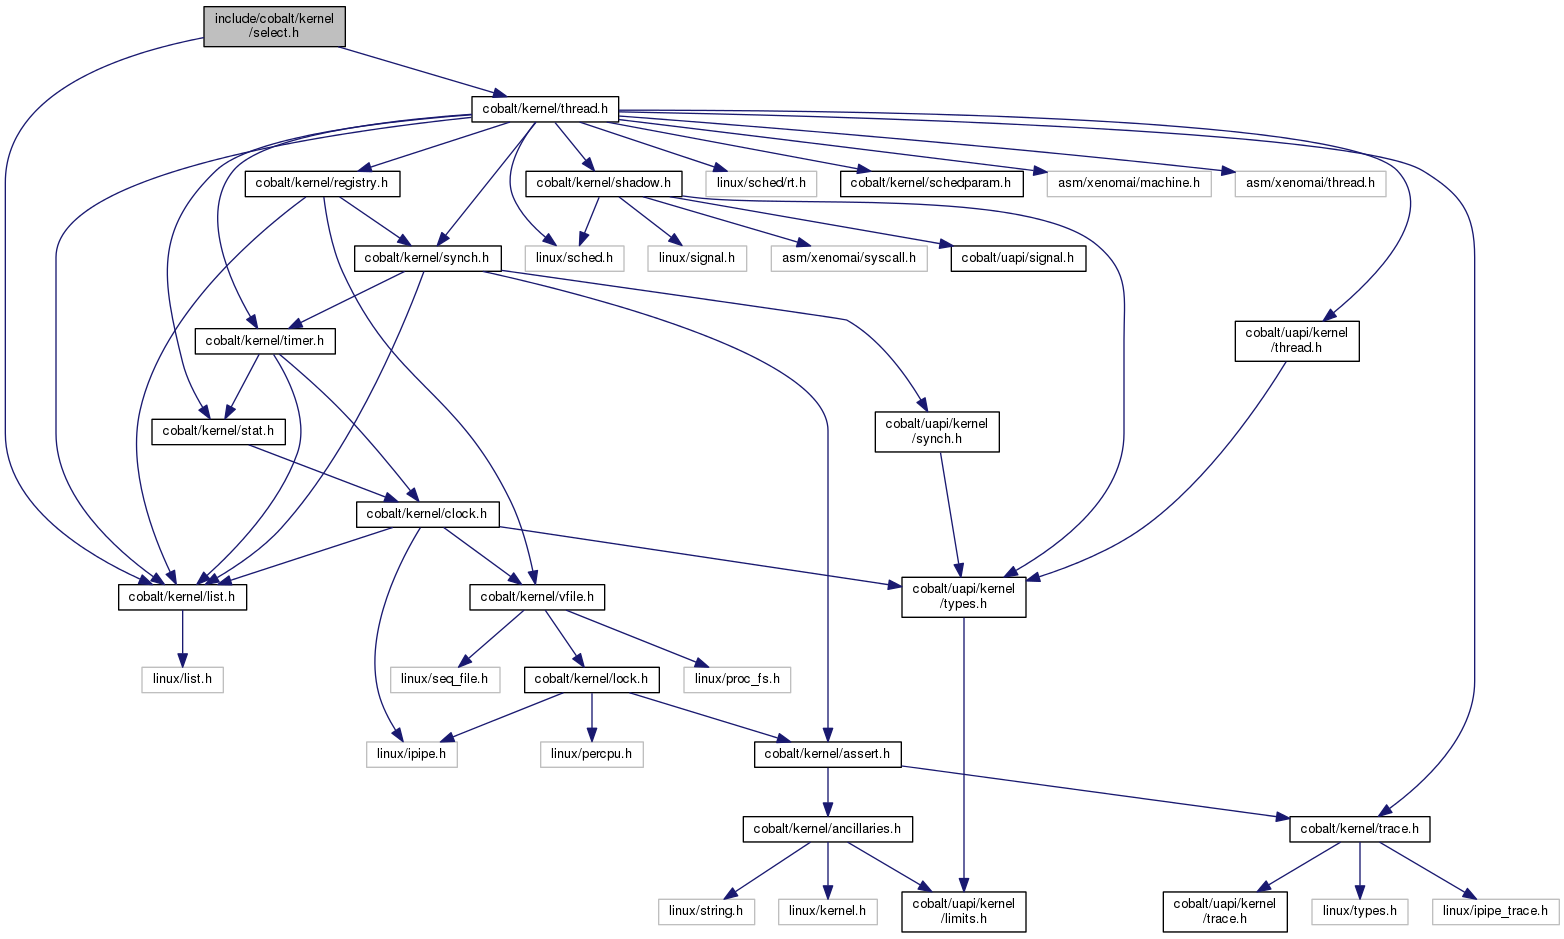 include/cobalt/kernel
/select.h
cobalt/kernel/thread.h
cobalt/kernel/registry.h
cobalt/kernel/shadow.h
linux/sched/rt.h
cobalt/kernel/schedparam.h
asm/xenomai/machine.h
asm/xenomai/thread.h
cobalt/kernel/synch.h
linux/sched.h
linux/signal.h
asm/xenomai/syscall.h
cobalt/uapi/signal.h
cobalt/kernel/timer.h
cobalt/uapi/kernel
/thread.h
cobalt/kernel/stat.h
cobalt/uapi/kernel
/synch.h
cobalt/kernel/clock.h
cobalt/kernel/list.h
cobalt/kernel/vfile.h
cobalt/uapi/kernel
/types.h
linux/list.h
linux/seq_file.h
cobalt/kernel/lock.h
linux/proc_fs.h
linux/ipipe.h
linux/percpu.h
cobalt/kernel/assert.h
cobalt/kernel/ancillaries.h
cobalt/kernel/trace.h
linux/string.h
linux/kernel.h
cobalt/uapi/kernel
/limits.h
cobalt/uapi/kernel
/trace.h
linux/types.h
linux/ipipe_trace.h